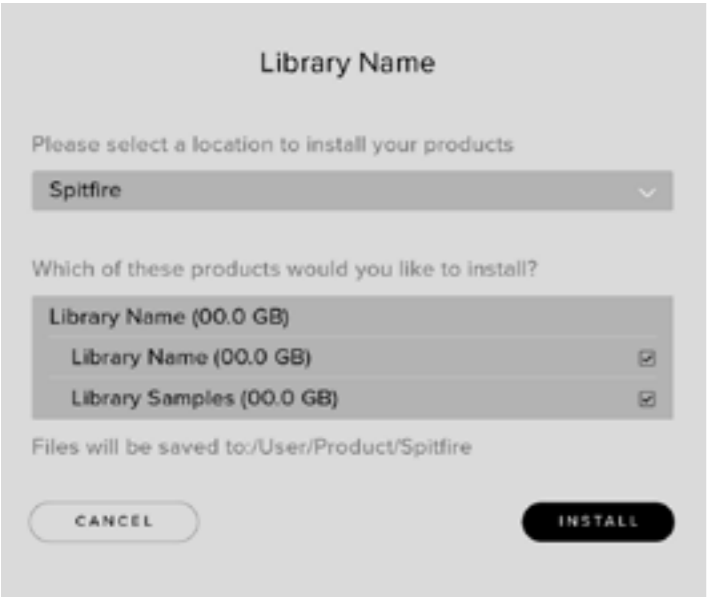 Library Name
Please select a location to install your products
Spitfire
Which of these products would you like to install?
Library Name (00.0 GB)
Library Name (00.0 GB)
Library Samples (00.0 GB)
Files will be saved to:/User/Product/Spitfire
CANCEL
INSTALL